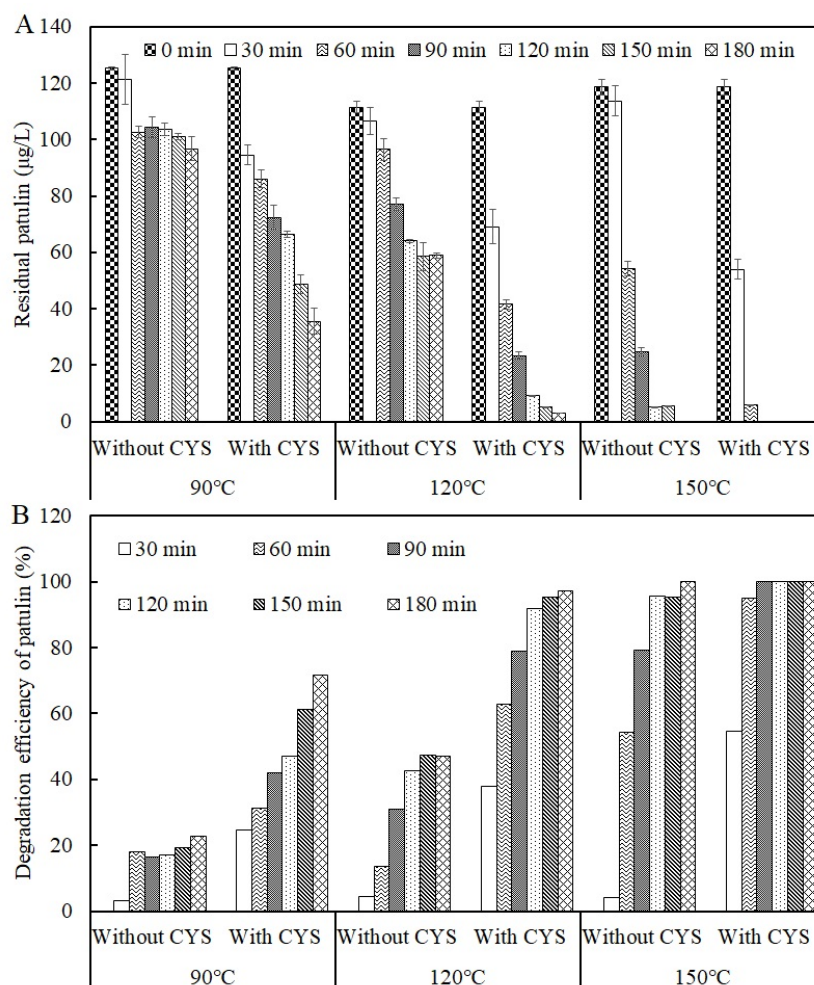 A
140
0 min 30 min 60 min 90 min 120 min 150 min 180 min
120
100
80
60
40
20
0
Residual patulin (μg/L)
Without CYS With CYS Without CYS With CYS Without CYS With CYS
90℃ 120℃ 150℃
B
120
30 min 60 min 90 min
100
120 min 150 min 180 min
80
60
40
20
0
Degradation efficiency of patulin (%)
Without CYS With CYS Without CYS With CYS Without CYS With CYS
90℃ 120℃ 150℃